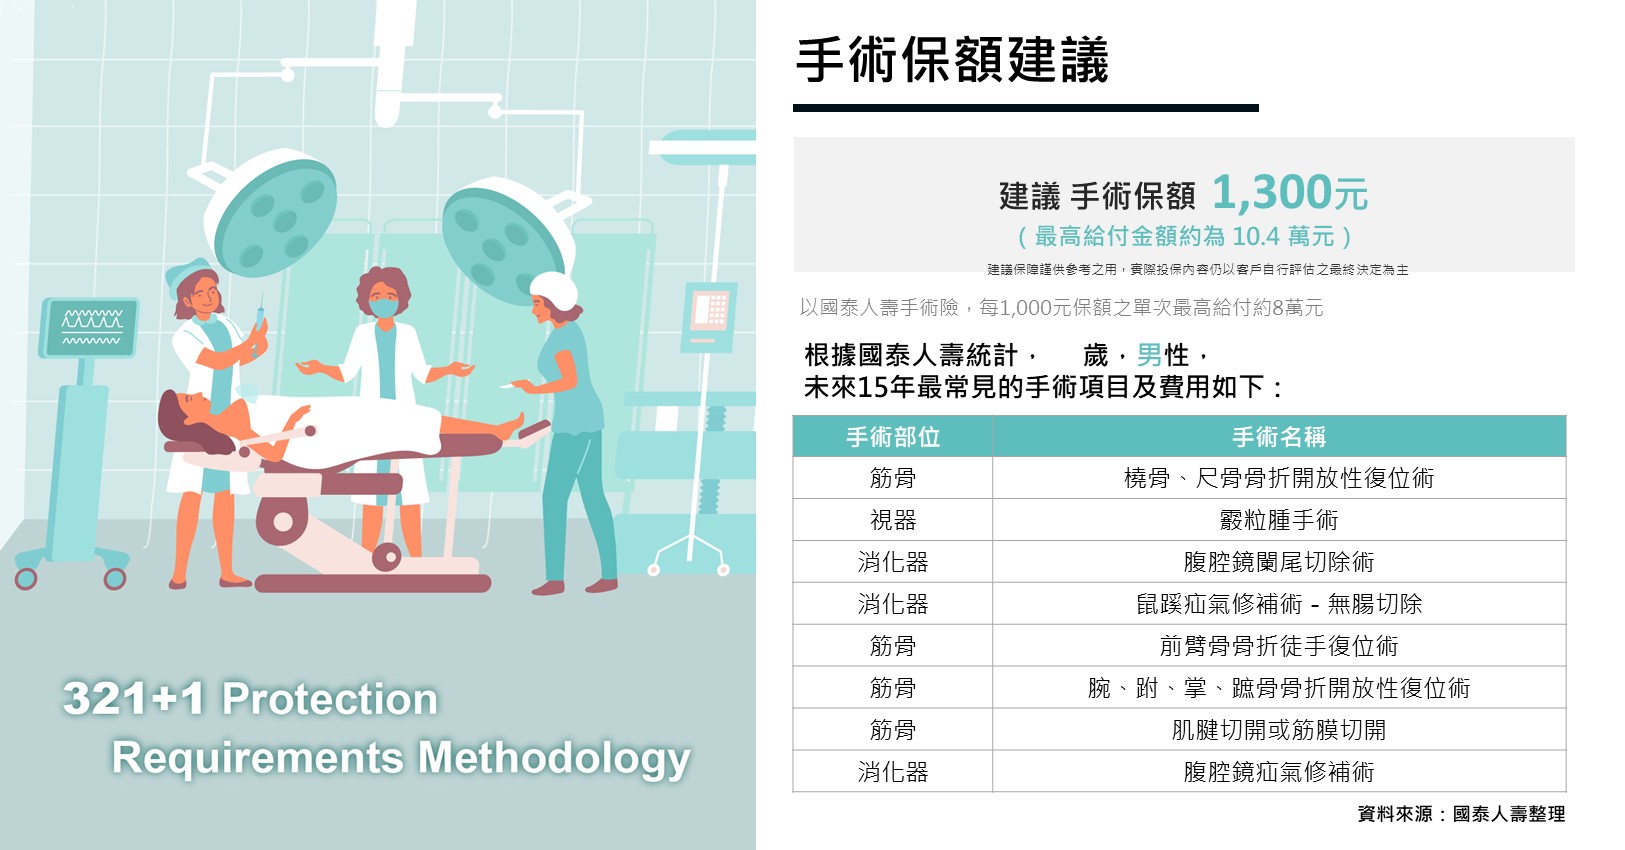 手術保額建議
建議 手術保額 1,300元
（ 最高給付金額約為 10.4 萬元 ）
建議保障謹供參考之用，實際投保內容仍以客戶自行評估之最終決定為主
以國泰人壽手術險，每1,000元保額之單次最高給付約8萬元
根據國泰人壽統計， 歲，男性，
未來15年最常見的手術項目及費用如下：
手術部位 手術名稱
筋骨 橈骨、尺骨骨折開放性復位術
視器 霰粒腫手術
消化器 腹腔鏡闌尾切除術
消化器 鼠蹊疝氣修補術 - 無腸切除
筋骨 前臂骨骨折徒手復位術
筋骨 腕、跗、掌、蹠骨骨折開放性復位術
筋骨 肌腱切開或筋膜切開
消化器 腹腔鏡疝氣修補術
資料來源：國泰人壽整理
321+1 Protection
Requirements Methodology